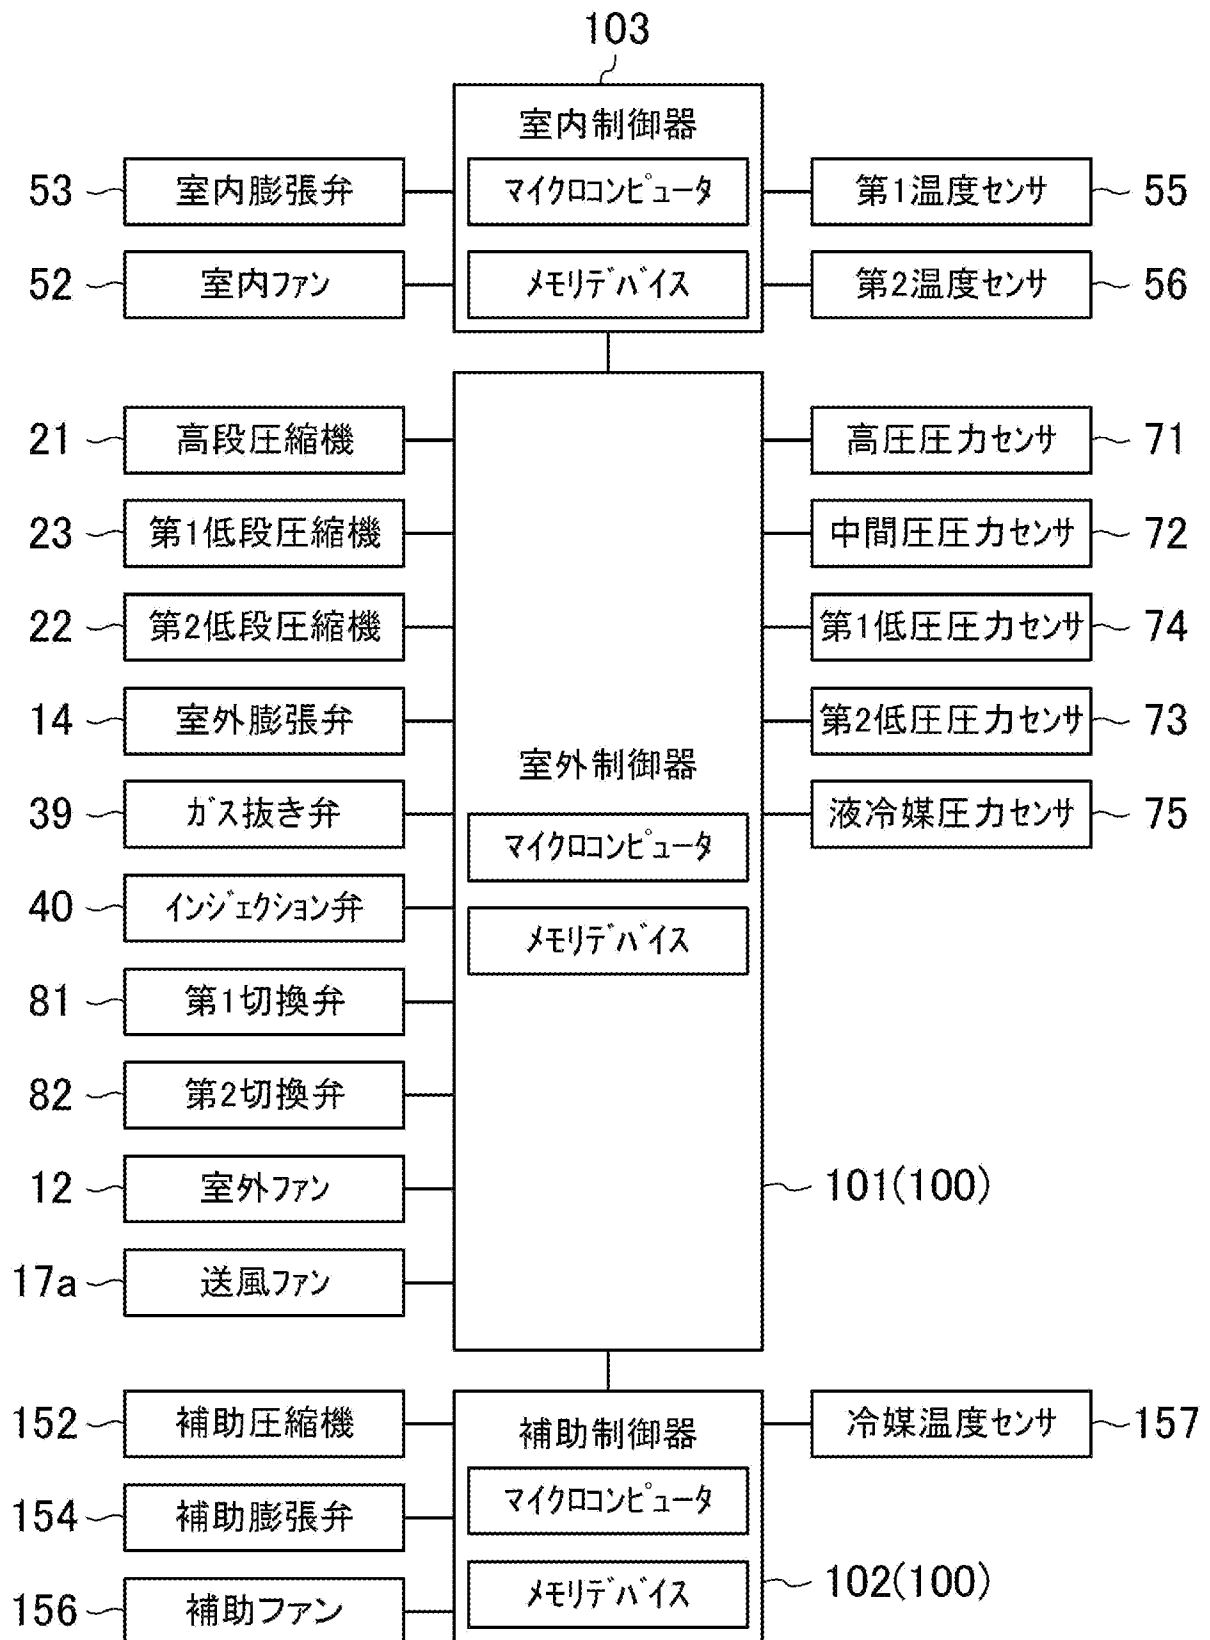 103
室内制御器
53 室内膨張弁 マイクロコンピュータ 第1温度センサ 55
52 室内ファン メモリデバイス 第2温度センサ 56
21 高段圧縮機 高圧圧力センサ 71
23 第1低段圧縮機 中間圧圧力センサ 72
22 第2低段圧縮機 第1低圧圧力センサ 74
14 室外膨張弁 第2低圧圧力センサ 73
室外制御器
39 ガス抜き弁 液冷媒圧力センサ 75
マイクロコンピュータ
40 インジェクション弁
メモリデバイス
81 第1切換弁
82 第2切換弁
12 室外ファン 101(100)
17a 送風ファン
152 補助圧縮機 補助制御器 冷媒温度センサ 157
マイクロコンピュータ
154 補助膨張弁
メモリデバイス 102(100)
156 補助ファン